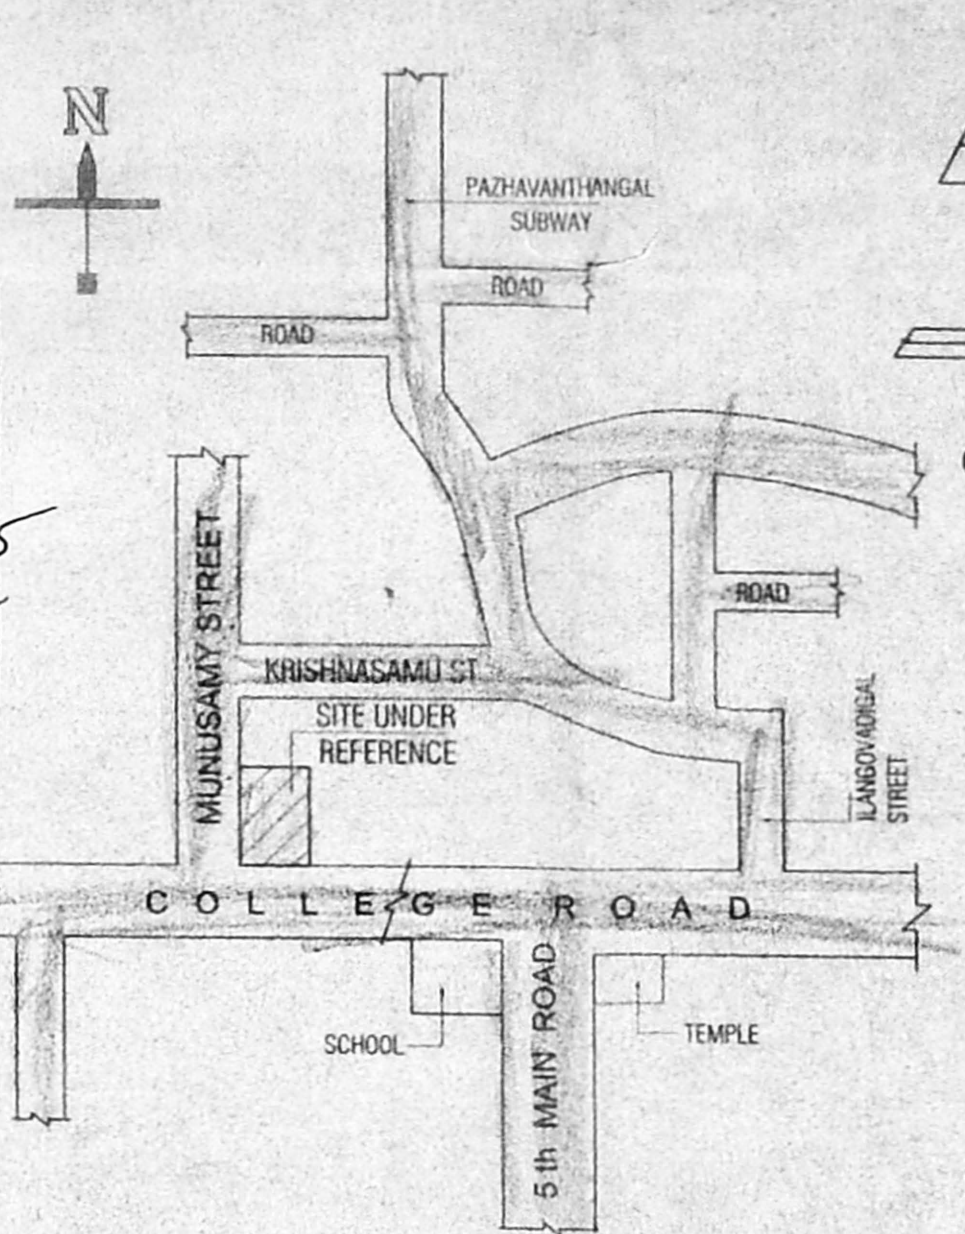 N
PAZHAVANTHANGAL
SUBWAY
ROAD
ROAD
MUNUSAMY STREET
ROAD
KRISHNASAMU ST
SITE UNDER
REFERENCE
ILANGOVADIGAL
STREET
COLLEGE ROAD
5th MAIN ROAD
SCHOOL
TEMPLE